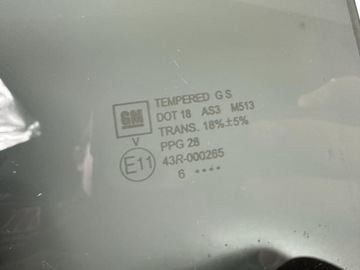 TEMPERED G S
GM DOT 18 AS3 M513
TRANS. 18%±5%
V PPG 28
E11 43R-000265
6 ****